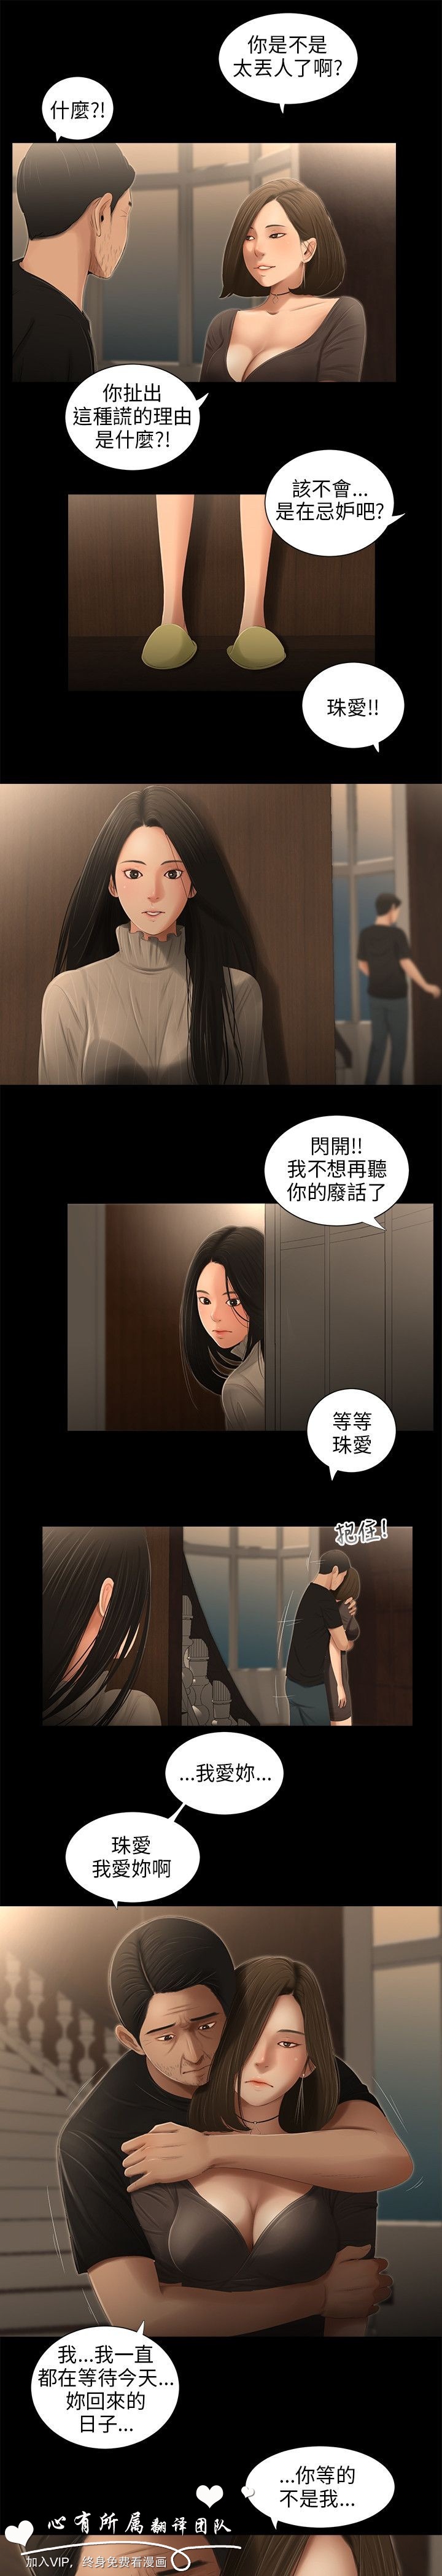 你是不是
太丟人了啊?
什麼?!
你扯出
這種謊的理由
是什麼?!
該不會...
是在忌妒吧?
珠愛!!
閃開!!
我不想再聽
你的廢話了
等等
珠愛
抱住!
...我愛妳...
珠愛
我愛妳啊
我...我一直
都在等待今天...
妳回來的
日子...
...你等的
不是我...
心有所属翻译团队
加入VIP，终身免费看漫画